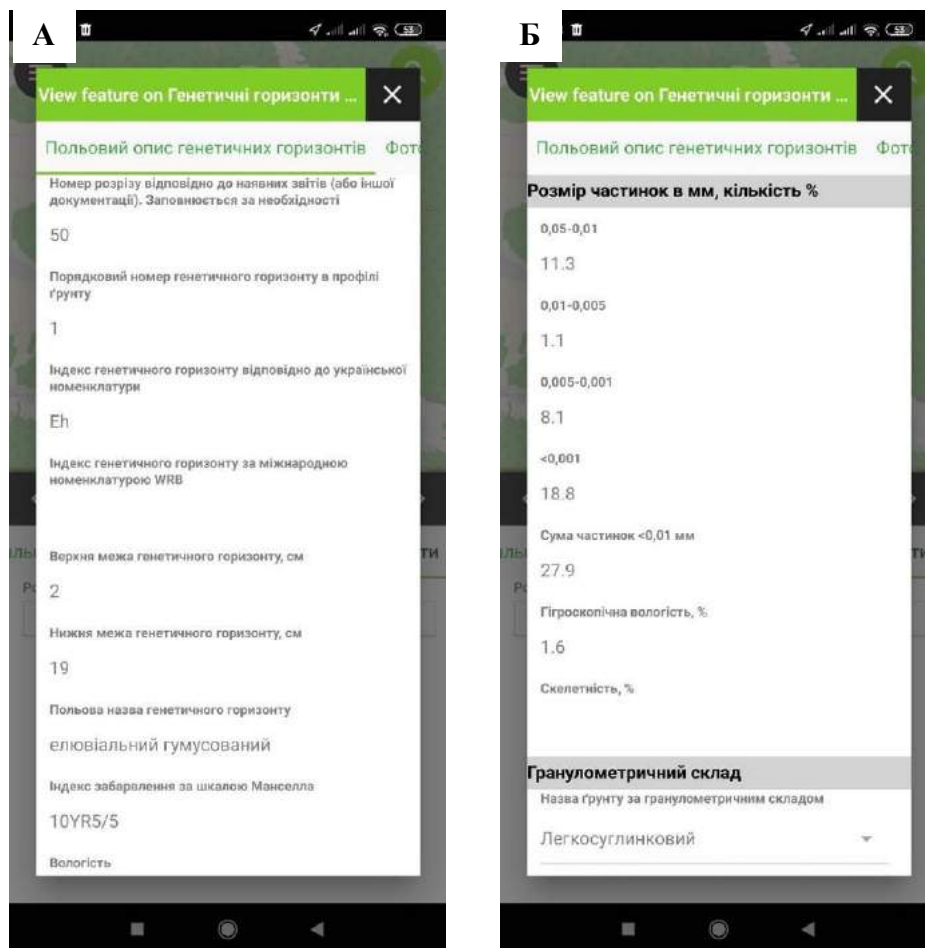 А
53
View feature on Генетичні горизонти ...
Польовий опис генетичних горизонтів Фото
Номер розрізу відповідно до наявних звітів (або іншої
документації). Заповнюється за необхідності
50
Порядковий номер генетичного горизонту в профілі
ґрунту
1
Індекс генетичного горизонту відповідно до української
номенклатури
Eh
Індекс генетичного горизонту за міжнародною
номенклатурою WRB
Верхня межа генетичного горизонту, см
2
Нижня межа генетичного горизонту, см
19
Польова назва генетичного горизонту
елювіальний гумусований
Індекс забарвлення за шкалою Манселла
10YR5/5
Вологість
Б
53
View feature on Генетичні горизонти ...
Польовий опис генетичних горизонтів Фото
Розмір частинок в мм, кількість %
0,05-0,01
11.3
0,01-0,005
1.1
0,005-0,001
8.1
<0,001
18.8
Сума частинок <0,01 мм
27.9
Гігроскопічна вологість, %
1.6
Скелетність, %
Гранулометричний склад
Назва ґрунту за гранулометричним складом
Легкосуглинковий